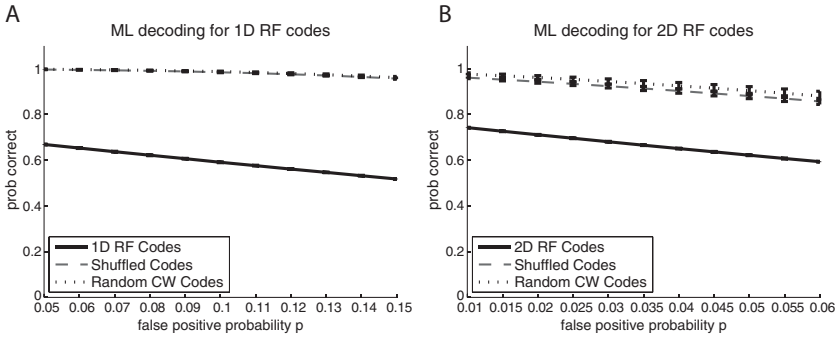 A
ML decoding for 1D RF codes
prob correct
1
0.8
0.6
0.4
0.2
0
1D RF Codes
Shuffled Codes
Random CW Codes
0.05 0.06 0.07 0.08 0.09 0.1 0.11 0.12 0.13 0.14 0.15
false positive probability p
B
ML decoding for 2D RF codes
prob correct
1
0.8
0.6
0.4
0.2
0
2D RF Codes
Shuffled Codes
Random CW Codes
0.01 0.015 0.02 0.025 0.03 0.035 0.04 0.045 0.05 0.055 0.06
false positive probability p